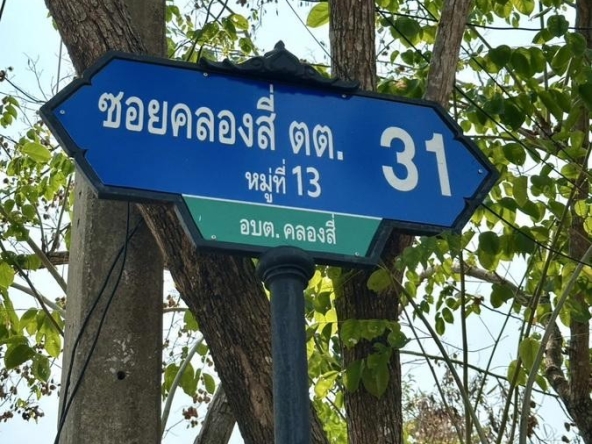 ซอยคลองสี่ ตต. 31
หมู่ที่ 13
อบต. คลองสี่